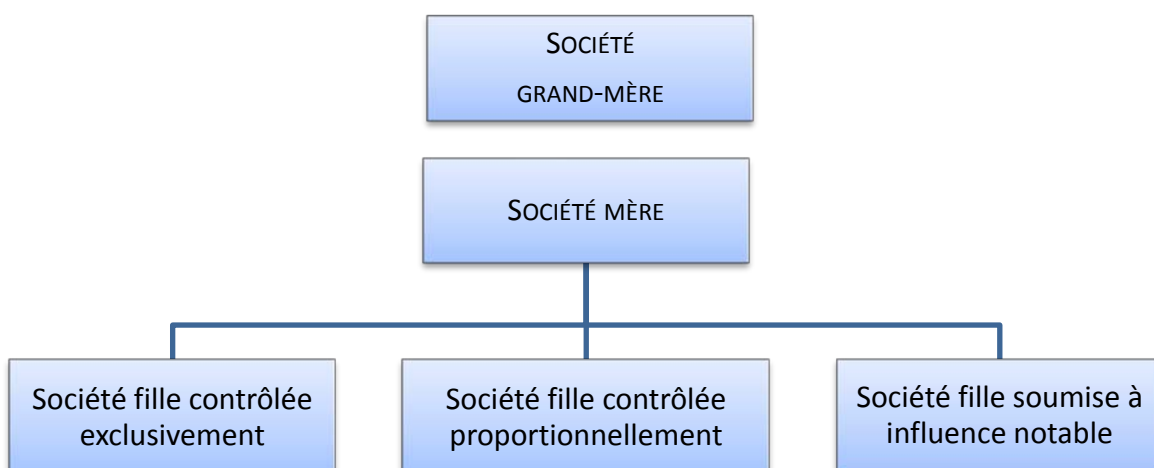 SOCIÉTÉ
GRAND-MÈRE
SOCIÉTÉ MÈRE
Société fille contrôlée
exclusivement
Société fille contrôlée
proportionnellement
Société fille soumise à
influence notable